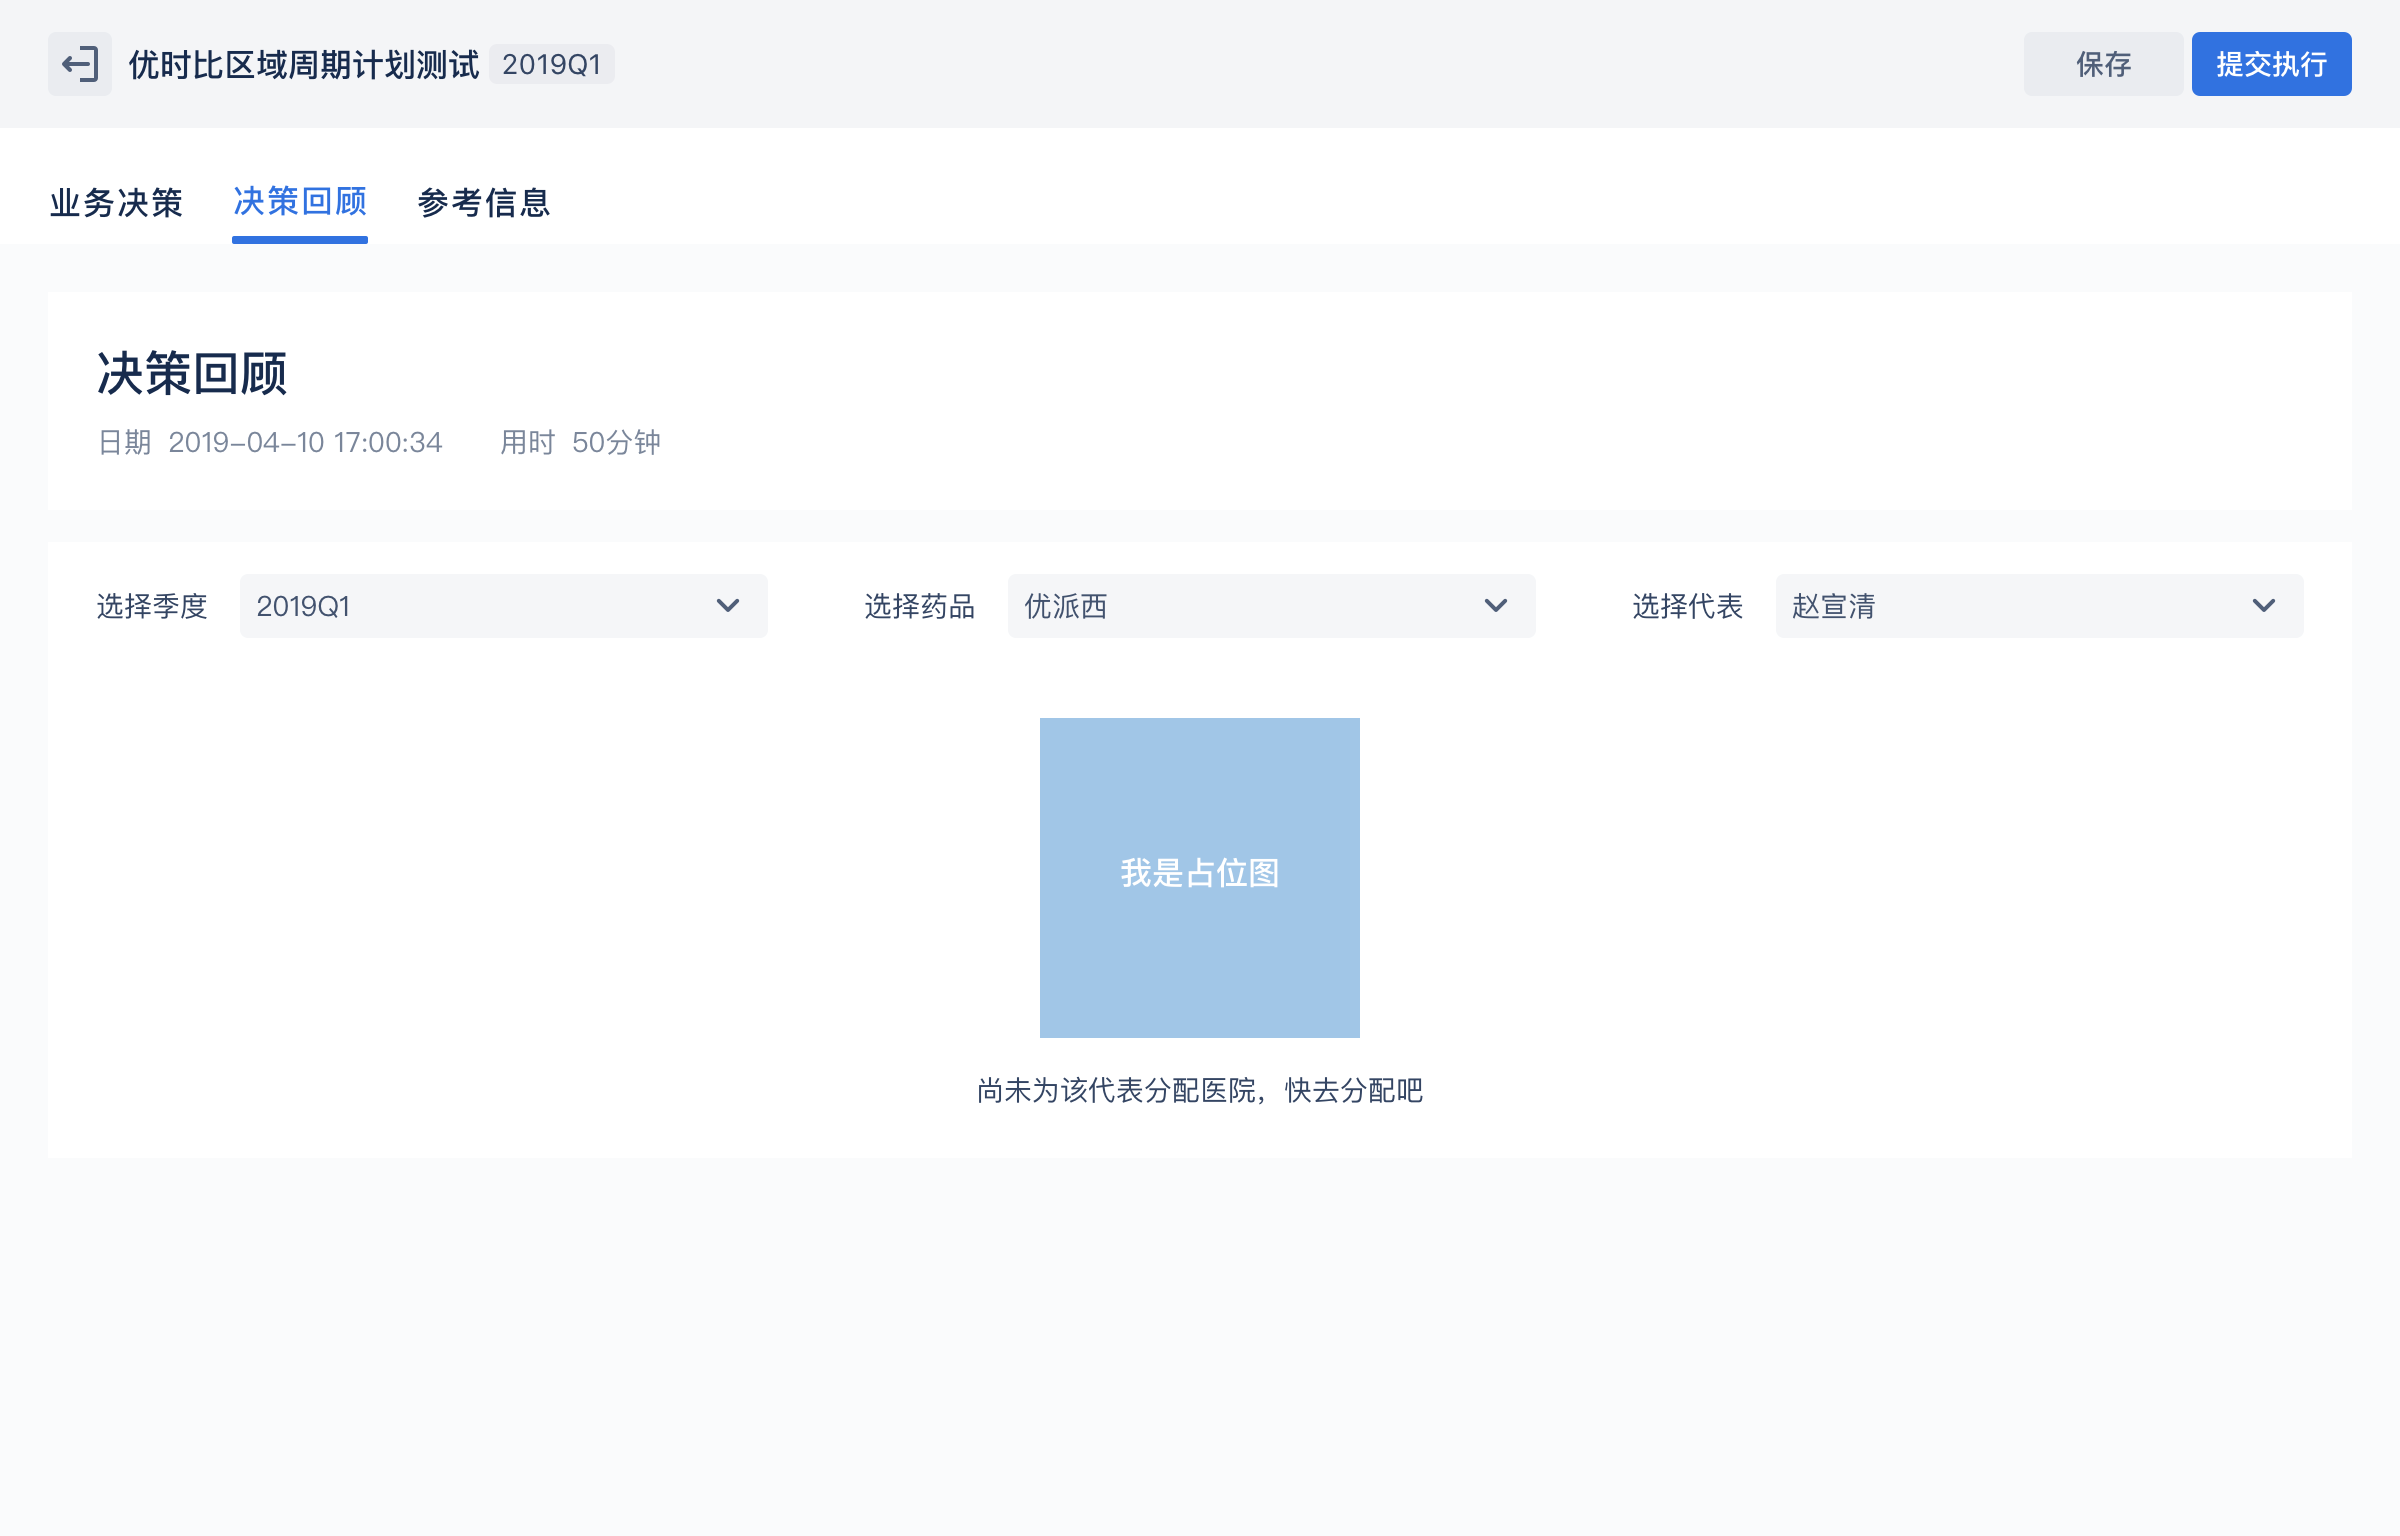 优时比区域周期计划测试 2019Q1
保存 提交执行
业务决策 决策回顾 参考信息
决策回顾
日期 2019–04–10 17:00:34 用时 50分钟
选择季度 2019Q1 选择药品 优派西 选择代表 赵宣清
我是占位图
尚未为该代表分配医院，快去分配吧